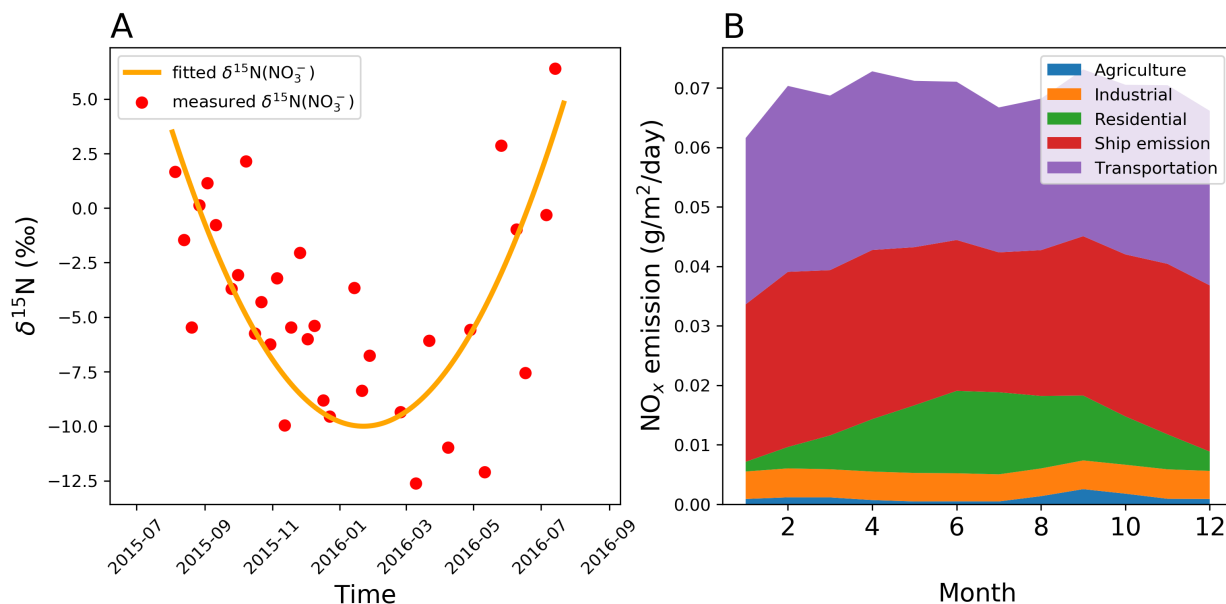 A
fitted δ¹⁵N(NO₃⁻)
measured δ¹⁵N(NO₃⁻)
δ¹⁵N (‰)
5.0
2.5
0.0
−2.5
−5.0
−7.5
−10.0
−12.5
2015-07
2015-09
2015-11
2016-01
2016-03
2016-05
2016-07
2016-09
Time
B
Agriculture
Industrial
Residential
Ship emission
Transportation
NOₓ emission (g/m²/day)
0.07
0.06
0.05
0.04
0.03
0.02
0.01
0.00
2
4
6
8
10
12
Month